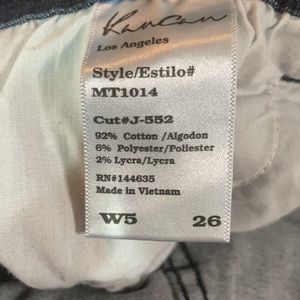 KanCan
Los Angeles
Style/Estilo#
MT1014
Cut#J-552
92% Cotton /Algodon
6% Polyester/Poliester
2% Lycra/Lycra
RN#144635
Made in Vietnam
W5 26